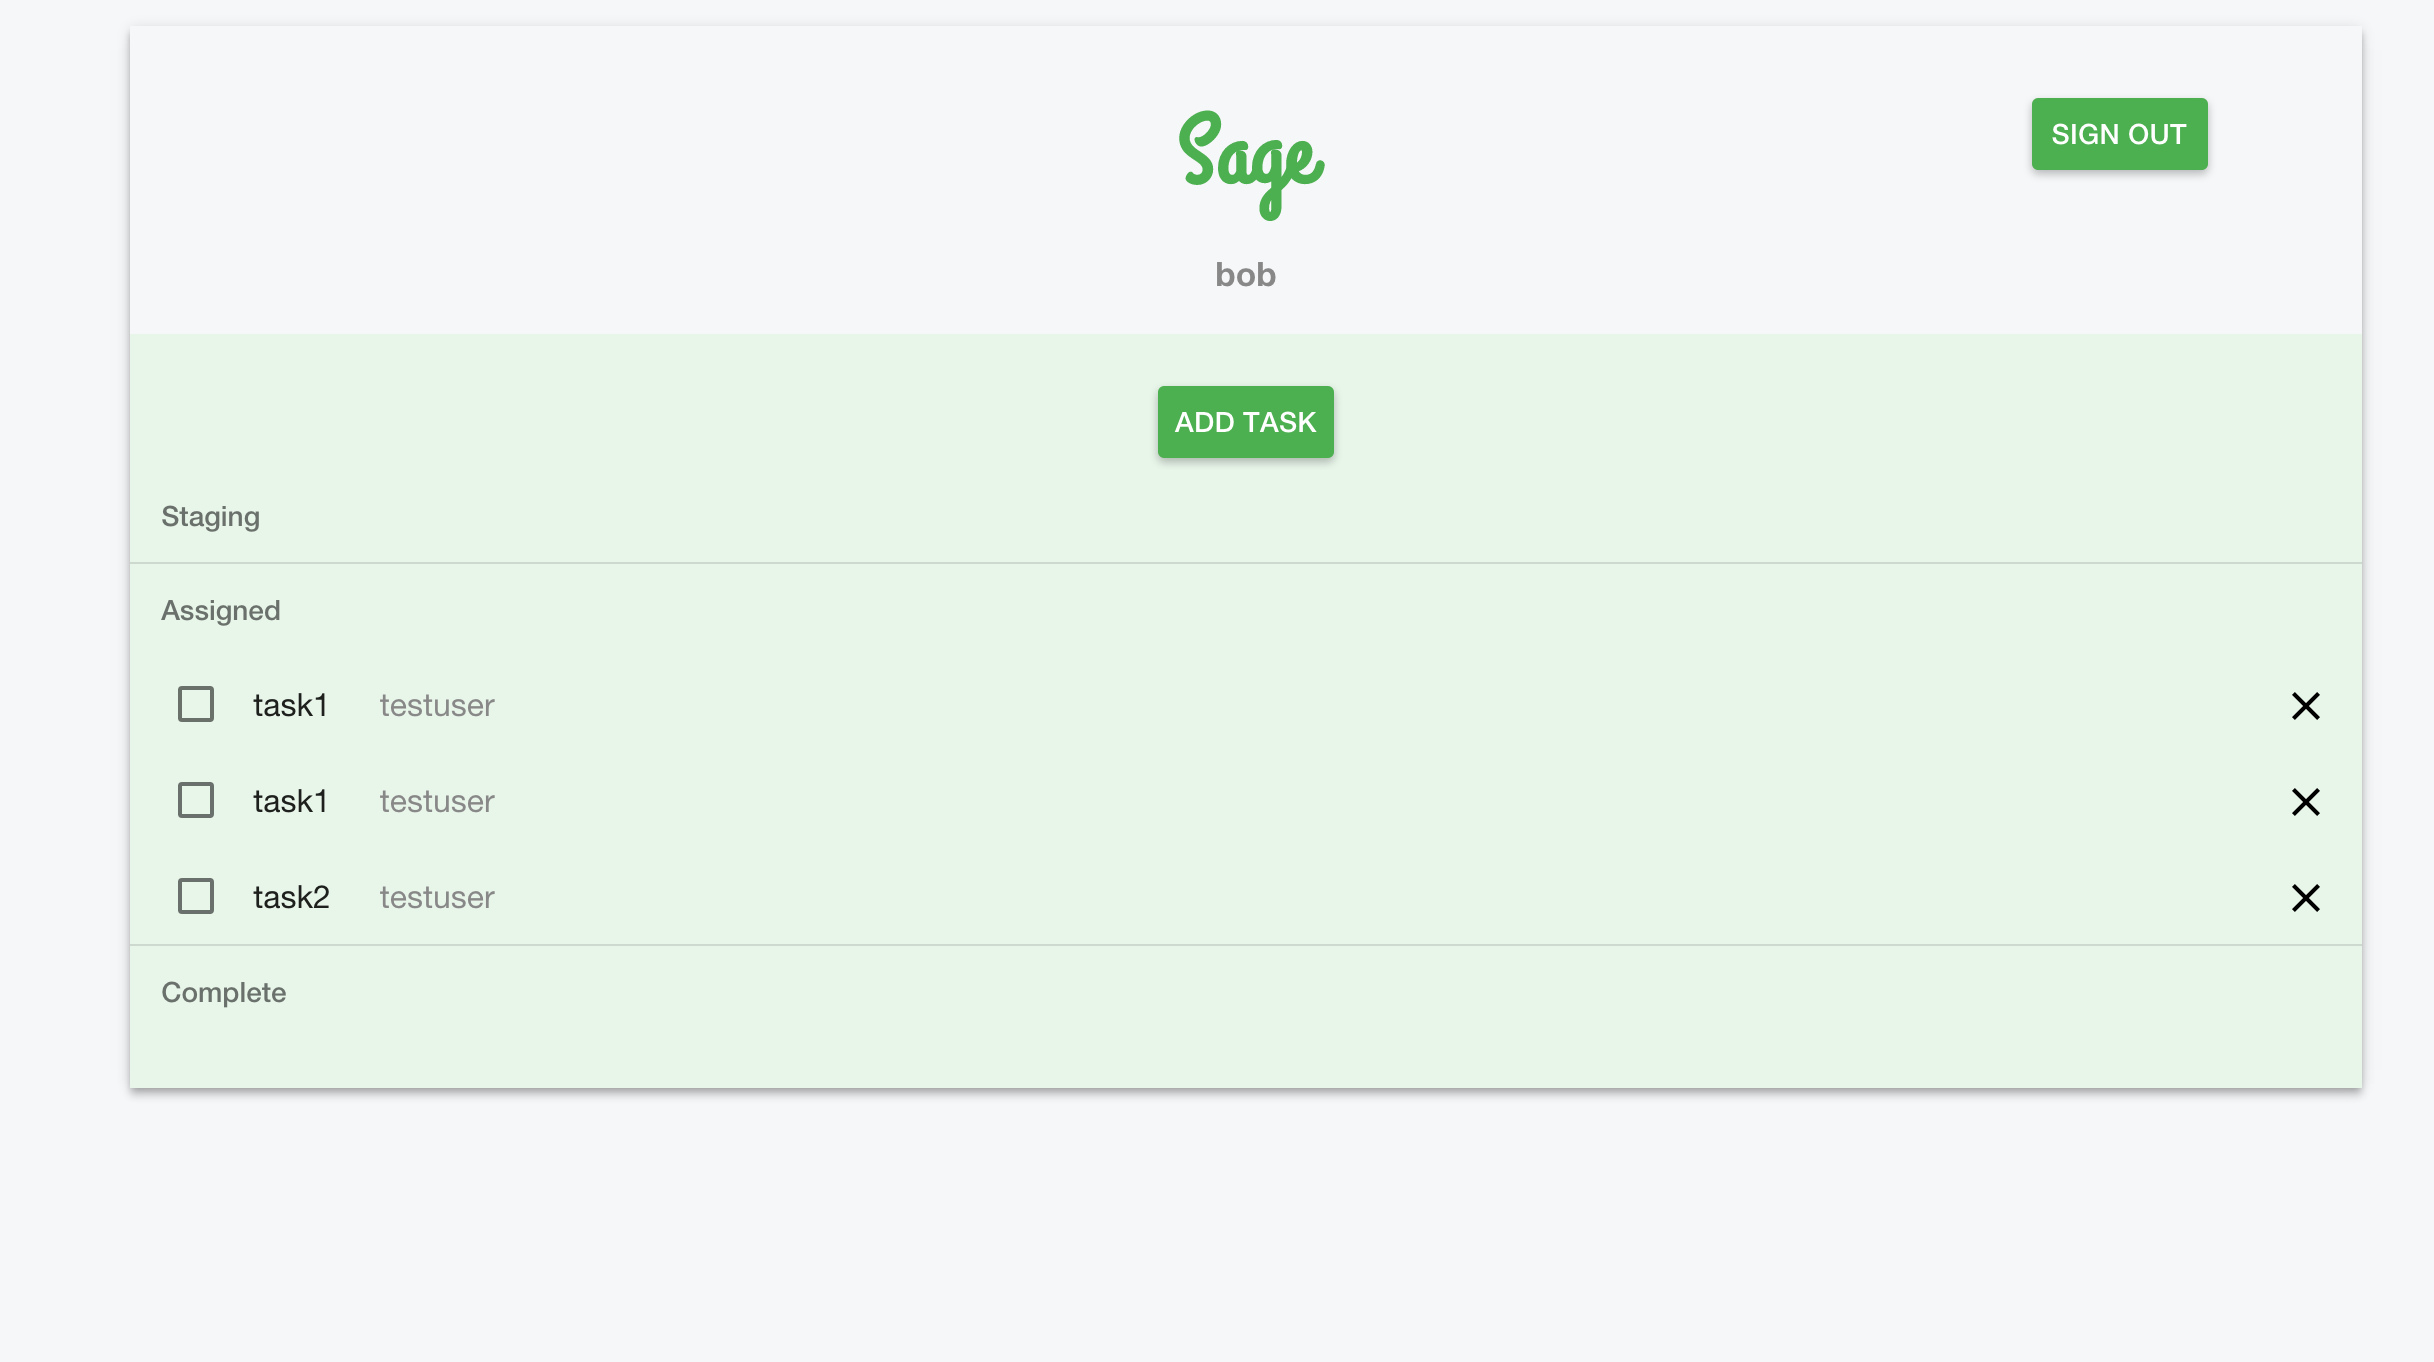 Sage
SIGN OUT
bob
ADD TASK
Staging
Assigned
task1 testuser
task1 testuser
task2 testuser
Complete